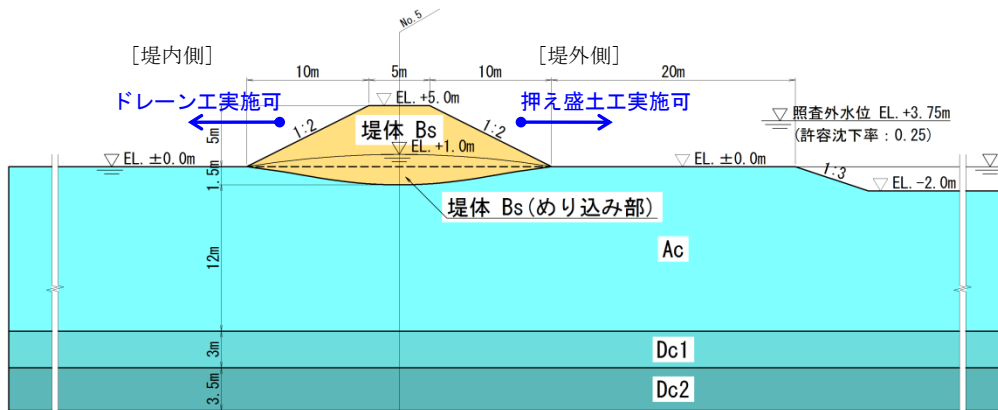 No.5
［堤内側］
［堤外側］
10m
5m
10m
20m
ドレーン工実施可
EL.+5.0m
押え盛土工実施可
照査外水位 EL.+3.75m
(許容沈下率：0.25)
5m
1:2
堤体 Bs
1:2
EL.+1.0m
EL.±0.0m
EL.±0.0m
1.5m
1:3
EL.-2.0m
堤体 Bs(めり込み部)
Ac
12m
3m
Dc1
3.5m
Dc2